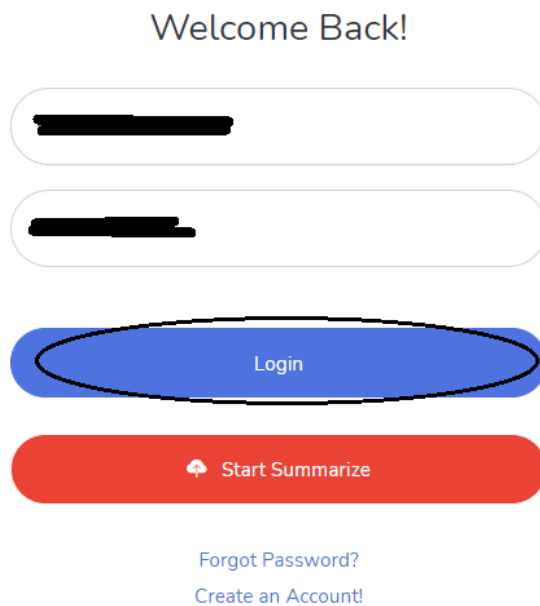 Welcome Back!
Login
Start Summarize
Forgot Password?
Create an Account!